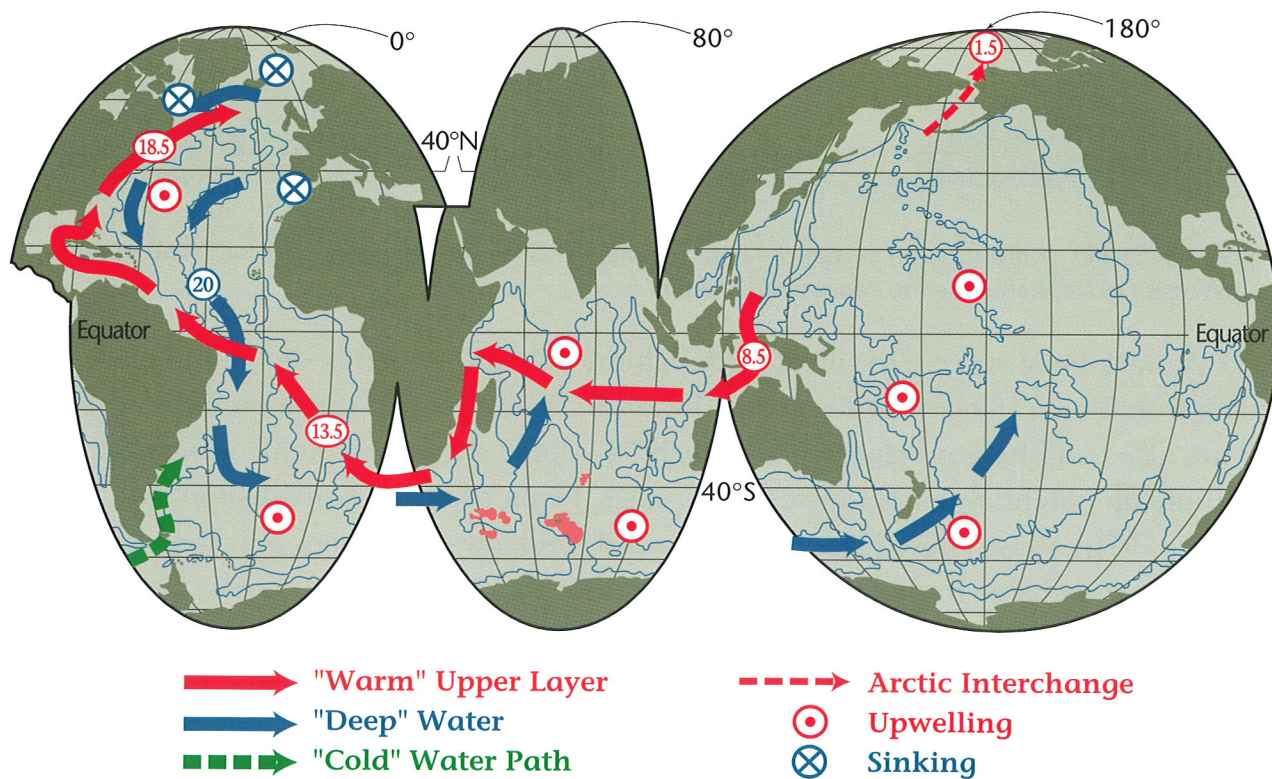 0°
80°
180°
1.5
40°N
18.5
20
Equator
Equator
8.5
13.5
40°S
"Warm" Upper Layer
"Deep" Water
"Cold" Water Path
Arctic Interchange
Upwelling
Sinking